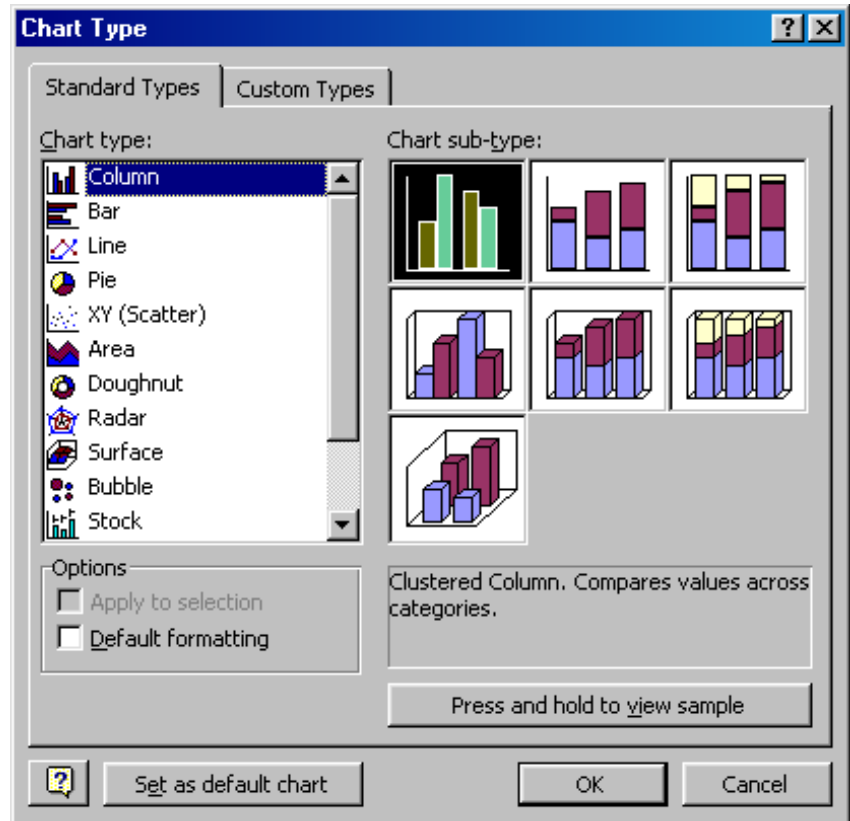 Chart Type
Standard Types
Custom Types
Chart type:
Column
Bar
Line
Pie
XY (Scatter)
Area
Doughnut
Radar
Surface
Bubble
Stock
Chart sub-type:
Options
Apply to selection
Default formatting
Clustered Column. Compares values across
categories.
Press and hold to view sample
Set as default chart
OK
Cancel